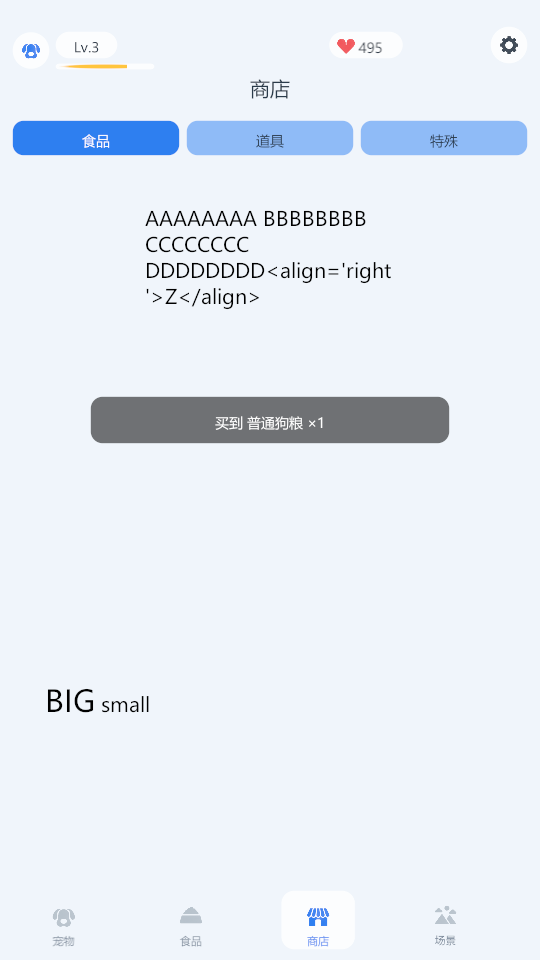 Lv.3
495
商店
食品
道具
特殊
AAAAAAAA BBBBBBBB
CCCCCCCC
DDDDDDDD<align='right
'>Z</align>
买到 普通狗粮 ×1
BIG small
宠物
食品
商店
场景